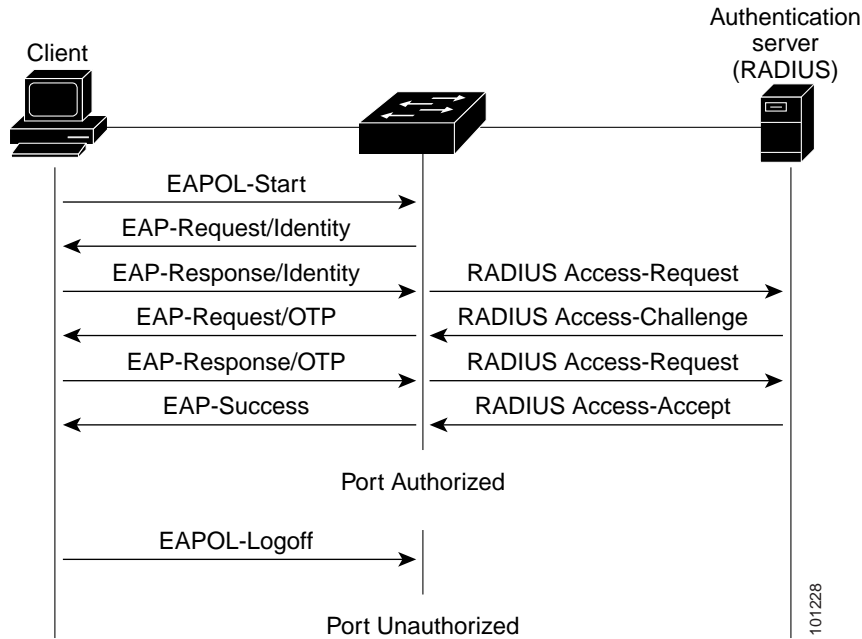 Client
Authentication
server
(RADIUS)
EAPOL-Start
EAP-Request/Identity
EAP-Response/Identity
RADIUS Access-Request
EAP-Request/OTP
RADIUS Access-Challenge
EAP-Response/OTP
RADIUS Access-Request
EAP-Success
RADIUS Access-Accept
Port Authorized
EAPOL-Logoff
Port Unauthorized
101228